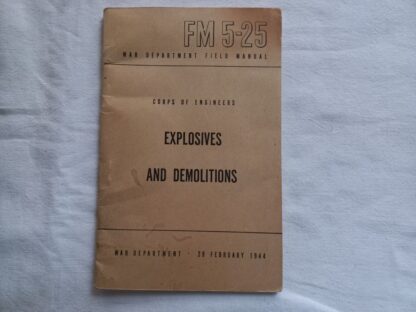 FM 5-25
WAR DEPARTMENT FIELD MANUAL
CORPS OF ENGINEERS
EXPLOSIVES
AND DEMOLITIONS
WAR DEPARTMENT · 29 FEBRUARY 1944